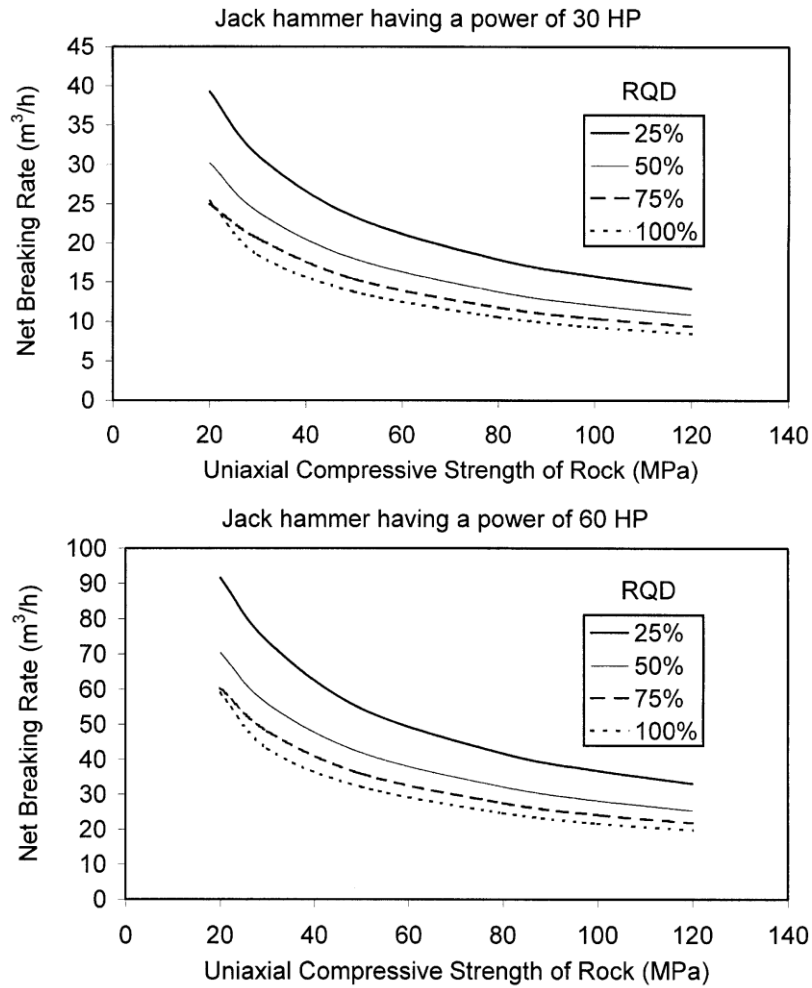 Jack hammer having a power of 30 HP
45
40
35
30
25
20
15
10
5
0
Net Breaking Rate (m³/h)
RQD
25%
50%
75%
100%
0 20 40 60 80 100 120 140
Uniaxial Compressive Strength of Rock (MPa)
Jack hammer having a power of 60 HP
100
90
80
70
60
50
40
30
20
10
0
Net Breaking Rate (m³/h)
RQD
25%
50%
75%
100%
0 20 40 60 80 100 120 140
Uniaxial Compressive Strength of Rock (MPa)